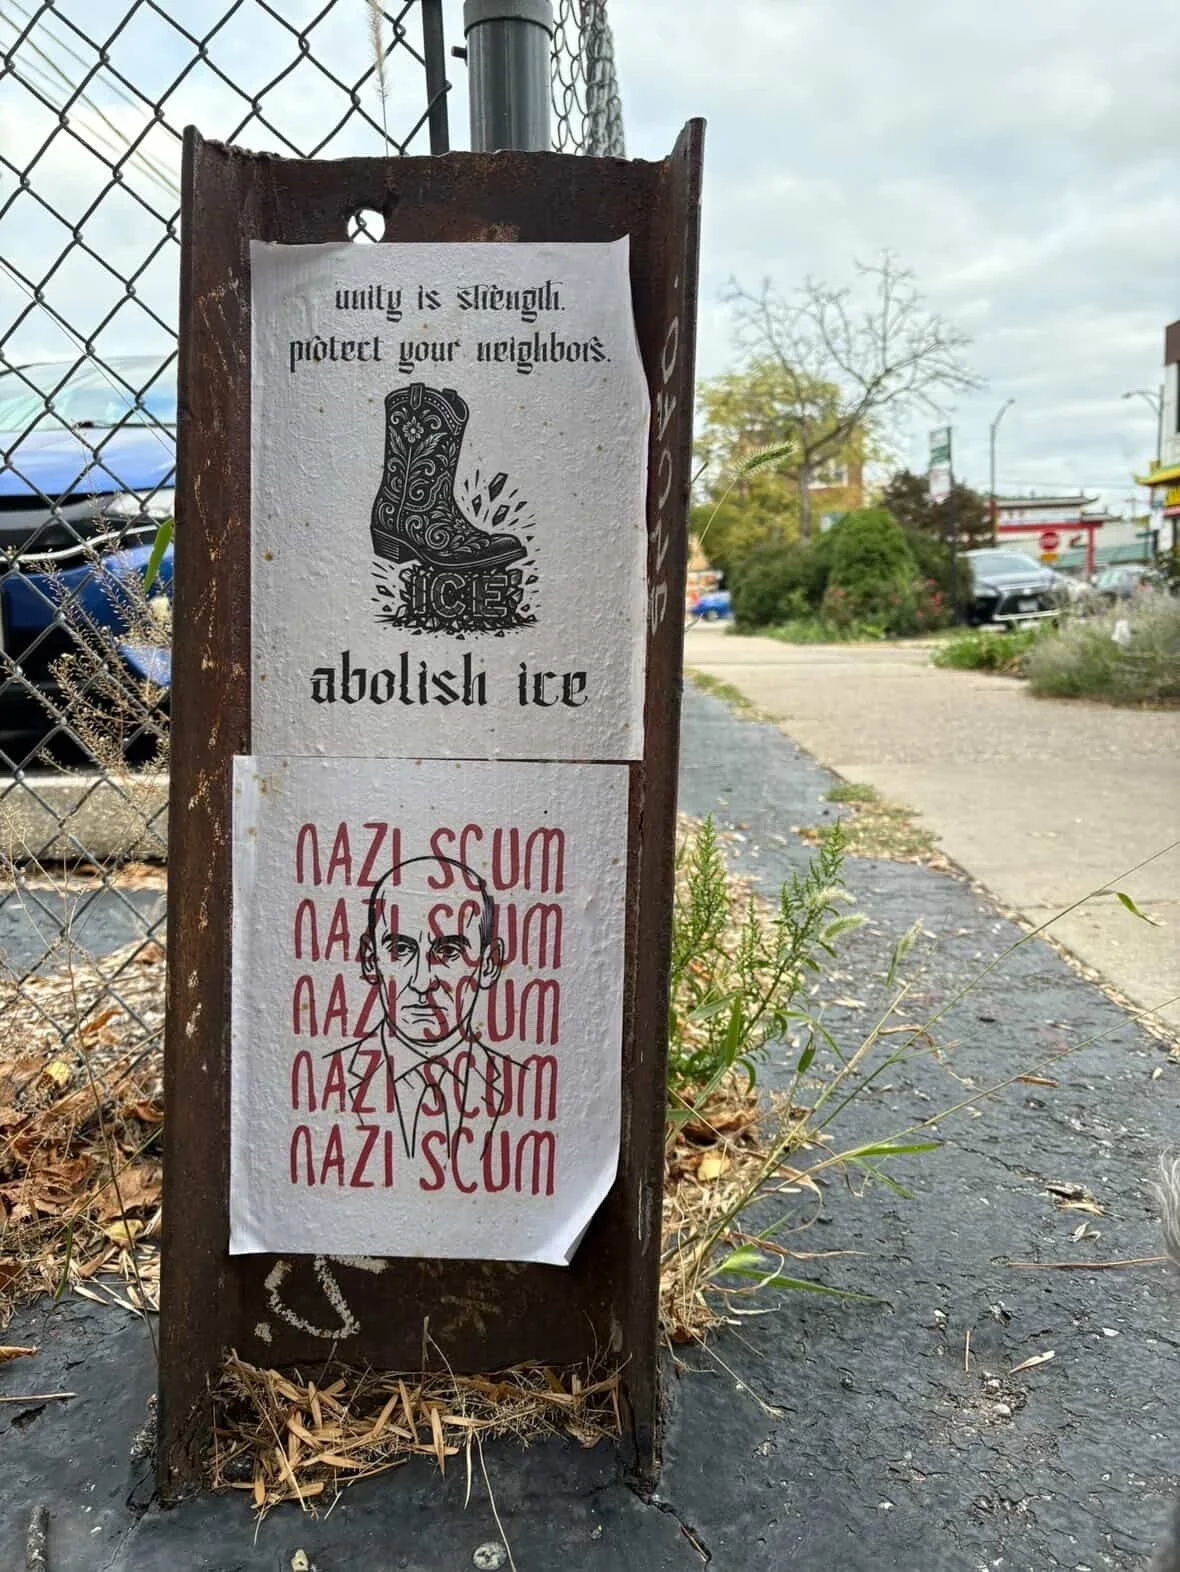 unity is strength.
protect your neighbors.
ICE
abolish ice
NAZI SCUM
NAZI SCUM
NAZI SCUM
NAZI SCUM
NAZI SCUM